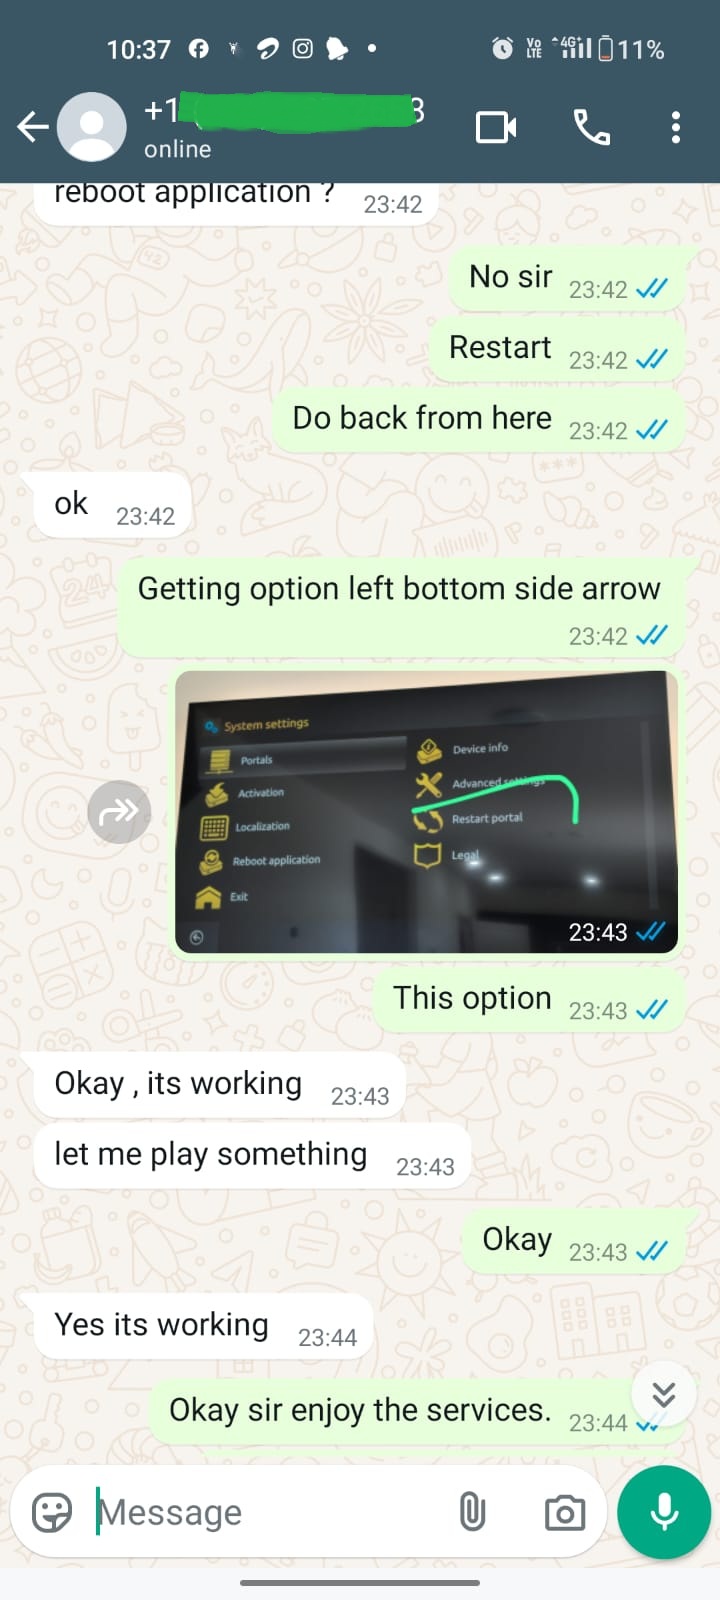 10:37
Vo LTE 4G+ 11%
+1 3
online
reboot application ? 23:42
No sir 23:42
Restart 23:42
Do back from here 23:42
ok 23:42
Getting option left bottom side arrow
23:42
System settings
Portals
Activation
Localization
Reboot application
Exit
Device info
Advanced settings
Restart portal
Legal
23:43
This option 23:43
Okay , its working 23:43
let me play something 23:43
Okay 23:43
Yes its working 23:44
Okay sir enjoy the services. 23:44
Message